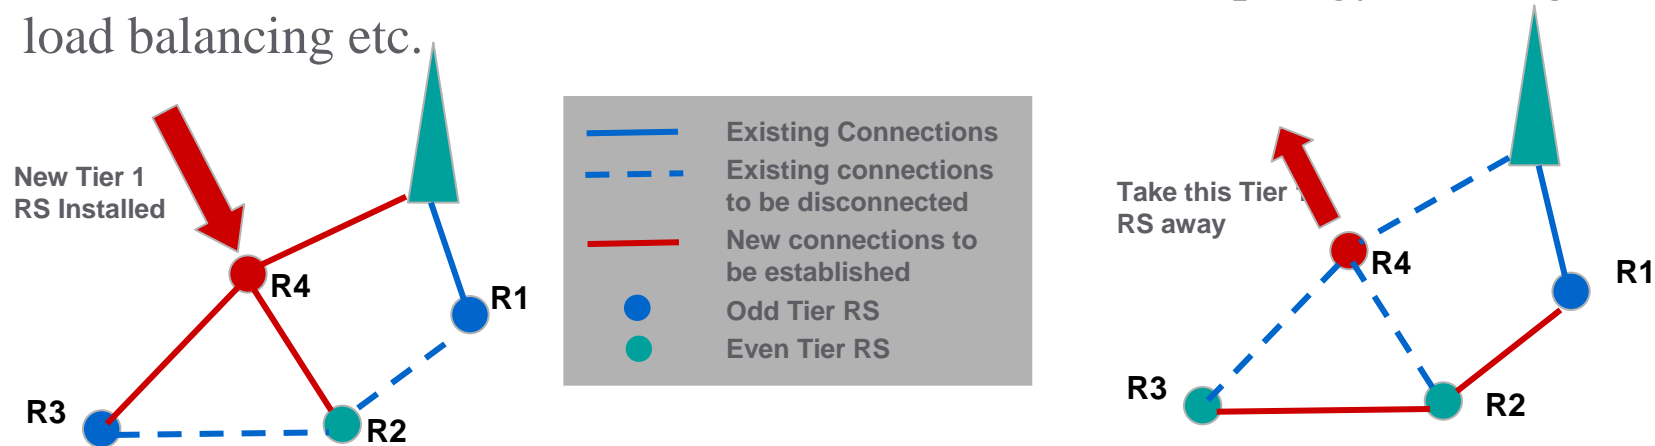 load balancing etc.
New Tier 1
RS Installed
R4
R1
R3
R2
Existing Connections
Existing connections
to be disconnected
New connections to
be established
Odd Tier RS
Even Tier RS
Take this Tier
RS away
R4
R1
R3
R2